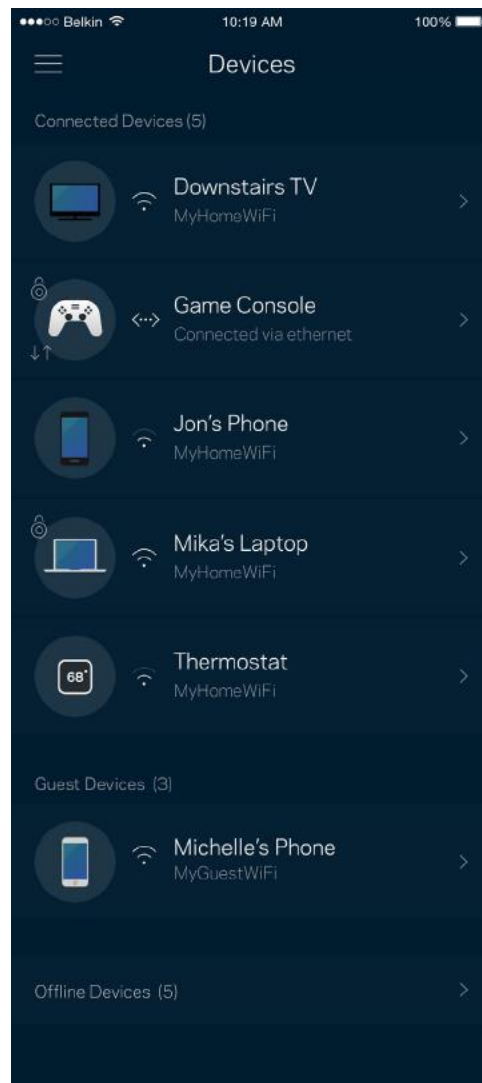 Belkin 10:19 AM 100%
Devices
Connected Devices (5)
Downstairs TV
MyHomeWiFi
Game Console
Connected via ethernet
Jon's Phone
MyHomeWiFi
Mika's Laptop
MyHomeWiFi
68°
Thermostat
MyHomeWiFi
Guest Devices (3)
Michelle's Phone
MyGuestWiFi
Offline Devices (5)